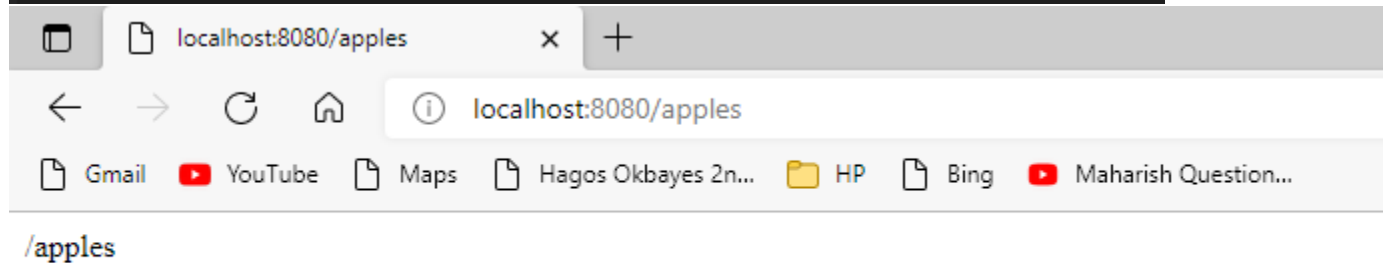 localhost:8080/apples
localhost:8080/apples
Gmail YouTube Maps Hagos Okbayes 2n... HP Bing Maharish Question...
/apples